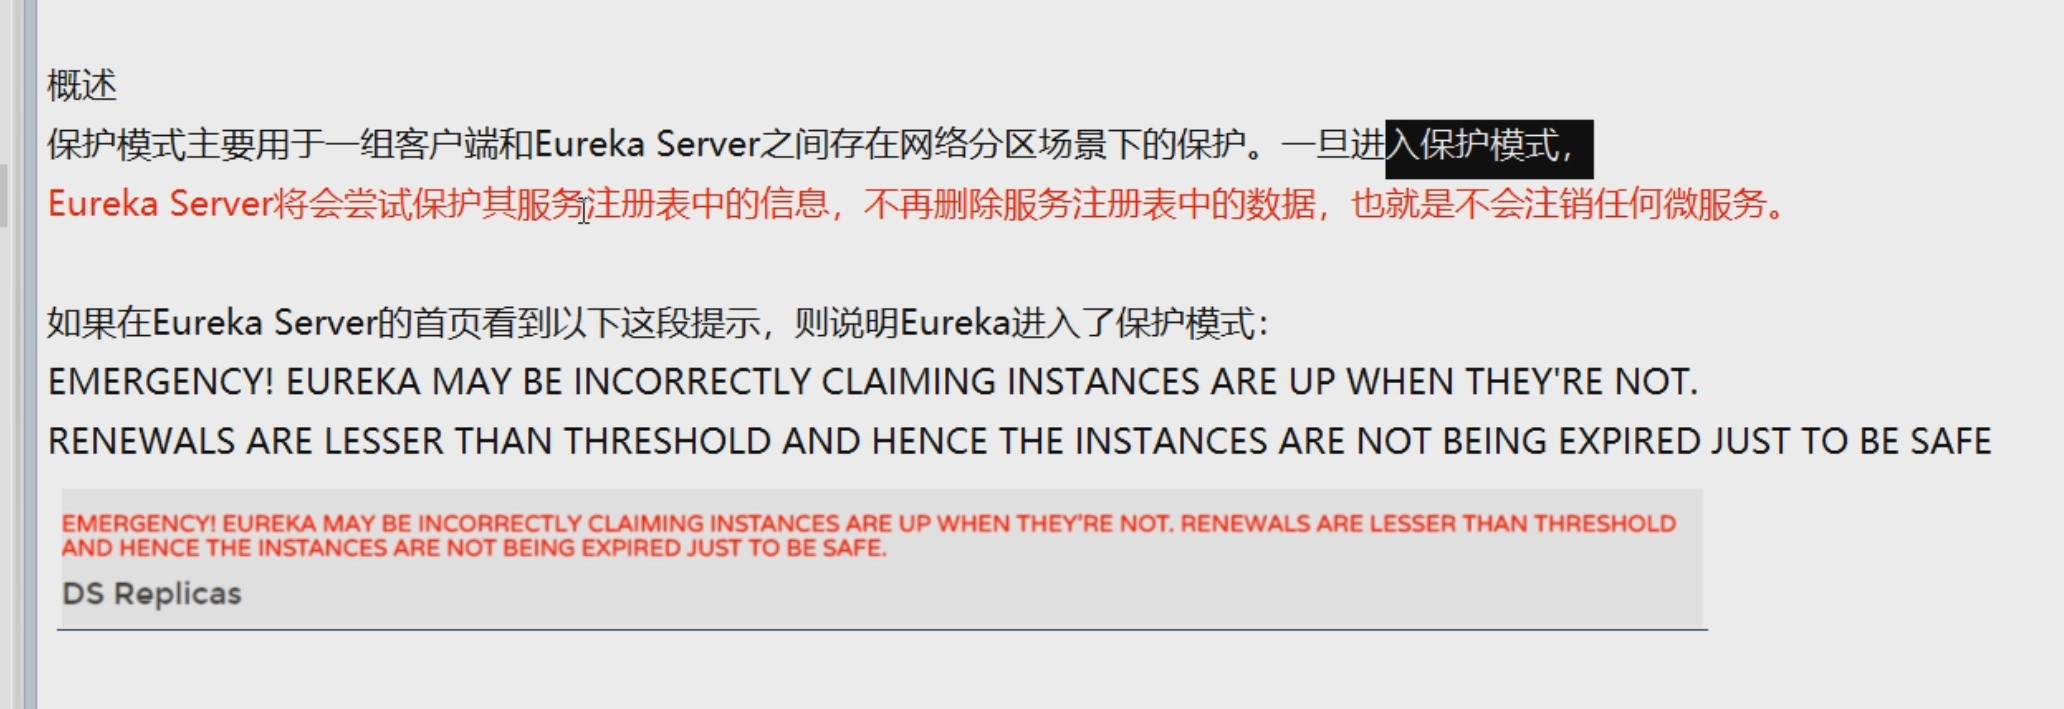 概述
保护模式主要用于一组客户端和Eureka Server之间存在网络分区场景下的保护。一旦进入保护模式，
Eureka Server将会尝试保护其服务注册表中的信息，不再删除服务注册表中的数据，也就是不会注销任何微服务。
如果在Eureka Server的首页看到以下这段提示，则说明Eureka进入了保护模式：
EMERGENCY! EUREKA MAY BE INCORRECTLY CLAIMING INSTANCES ARE UP WHEN THEY'RE NOT.
RENEWALS ARE LESSER THAN THRESHOLD AND HENCE THE INSTANCES ARE NOT BEING EXPIRED JUST TO BE SAFE
EMERGENCY! EUREKA MAY BE INCORRECTLY CLAIMING INSTANCES ARE UP WHEN THEY'RE NOT. RENEWALS ARE LESSER THAN THRESHOLD
AND HENCE THE INSTANCES ARE NOT BEING EXPIRED JUST TO BE SAFE.
DS Replicas